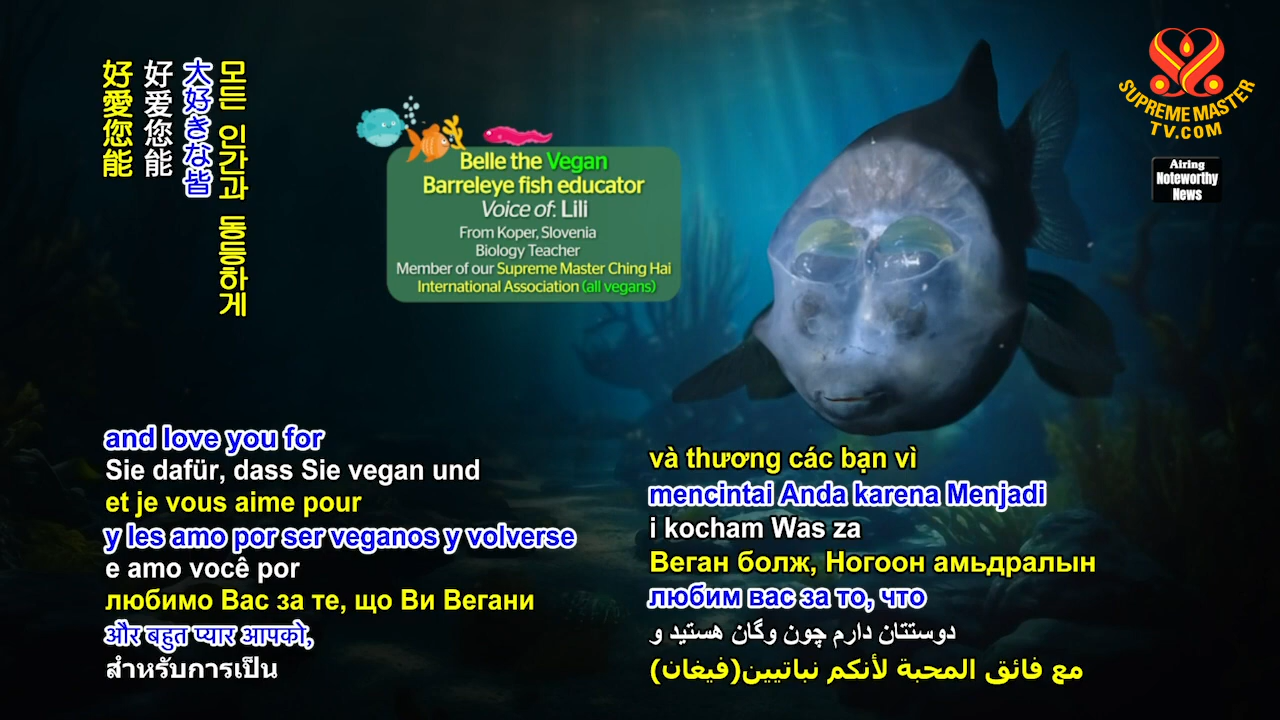 好愛您能
好爱您能
大好きな皆
모든 인간과 동등하게
Belle the Vegan
Barreleye fish educator
Voice of: Lili
From Koper, Slovenia
Biology Teacher
Member of our Supreme Master Ching Hai
International Association (all vegans)
SUPREME MASTER
TV.COM
Airing
Noteworthy
News
and love you for
Sie dafür, dass Sie vegan und
et je vous aime pour
y les amo por ser veganos y volverse
e amo você por
любимо Вас за те, що Ви Вегани
और बहुत प्यार आपको,
สำหรับการเป็น
và thương các bạn vì
mencintai Anda karena Menjadi
i kocham Was za
Веган болж, Ногоон амьдралын
любим вас за то, что
دوستتان دارم چون وگان هستید و
مع فائق المحبة لأنكم نباتيين(فيغان)